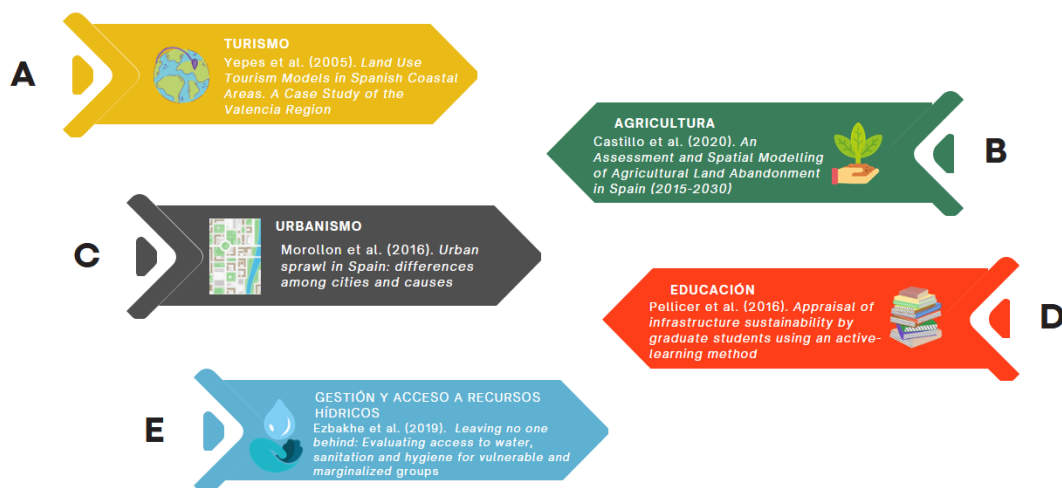 A
TURISMO
Yepes et al. (2005). Land Use
Tourism Models in Spanish Coastal
Areas. A Case Study of the
Valencia Region
AGRICULTURA
Castillo et al. (2020). An
Assessment and Spatial Modelling
of Agricultural Land Abandonment
in Spain (2015-2030)
B
C
URBANISMO
Morollon et al. (2016). Urban
sprawl in Spain: differences
among cities and causes
EDUCACIÓN
Pellicer et al. (2016). Appraisal of
infrastructure sustainability by
graduate students using an active-
learning method
D
E
GESTIÓN Y ACCESO A RECURSOS
HÍDRICOS
Ezbakhe et al. (2019). Leaving no one
behind: Evaluating access to water,
sanitation and hygiene for vulnerable and
marginalized groups